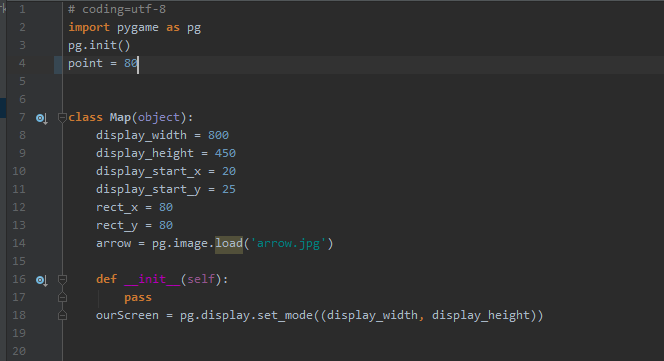 1 # coding=utf-8
2 import pygame as pg
3 pg.init()
4 point = 80
5
6
7 class Map(object):
8     display_width = 800
9     display_height = 450
10     display_start_x = 20
11     display_start_y = 25
12     rect_x = 80
13     rect_y = 80
14     arrow = pg.image.load('arrow.jpg')
15
16     def __init__(self):
17         pass
18     ourScreen = pg.display.set_mode((display_width, display_height))
19
20